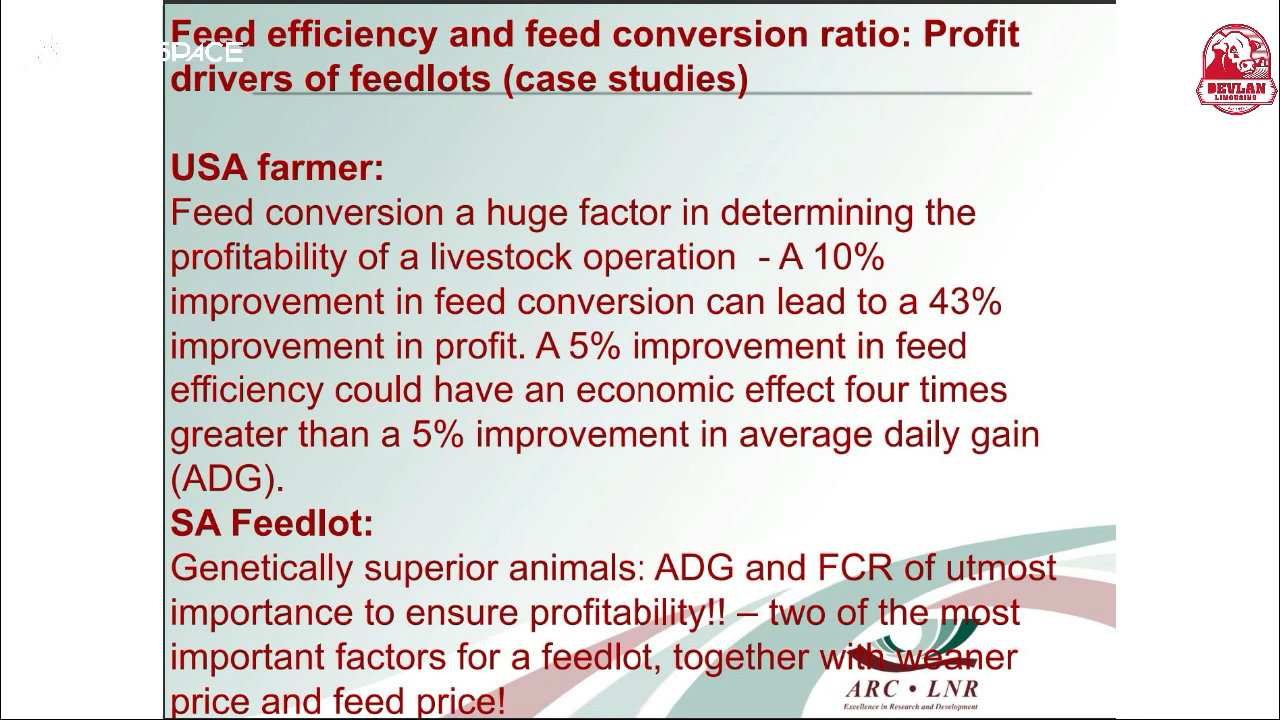 Feed efficiency and feed conversion ratio: Profit
drivers of feedlots (case studies)
SPACE
DEVLAN
LIMOUSINS
USA farmer:
Feed conversion a huge factor in determining the
profitability of a livestock operation - A 10%
improvement in feed conversion can lead to a 43%
improvement in profit. A 5% improvement in feed
efficiency could have an economic effect four times
greater than a 5% improvement in average daily gain
(ADG).
SA Feedlot:
Genetically superior animals: ADG and FCR of utmost
importance to ensure profitability!! – two of the most
important factors for a feedlot, together with weaner
price and feed price!
ARC • LNR
Excellence in Research and Development